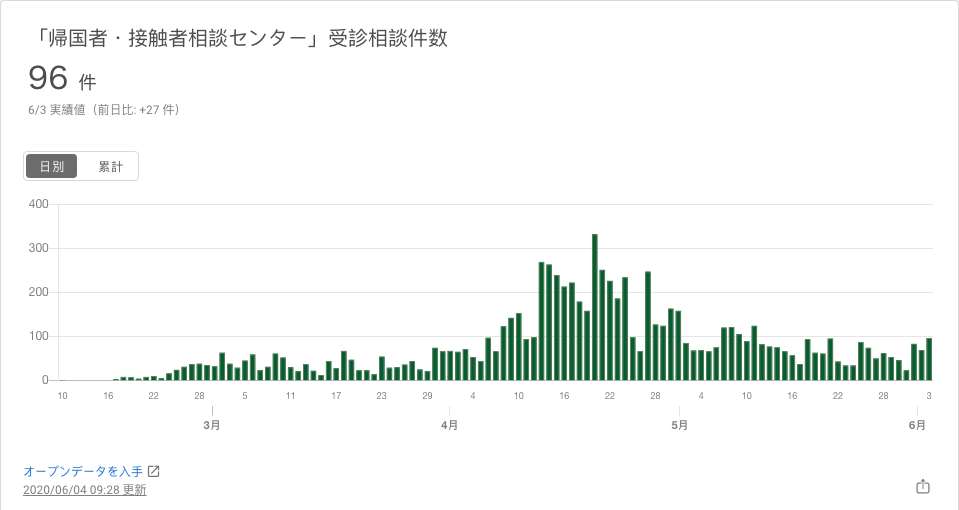 「帰国者・接触者相談センター」受診相談件数
96 件
6/3 実績値（前日比: +27 件）
日別 累計
400
300
200
100
0
10 16 22 28 5 11 17 23 29 4 10 16 22 28 4 10 16 22 28 3
3月 4月 5月 6月
オープンデータを入手
2020/06/04 09:28 更新